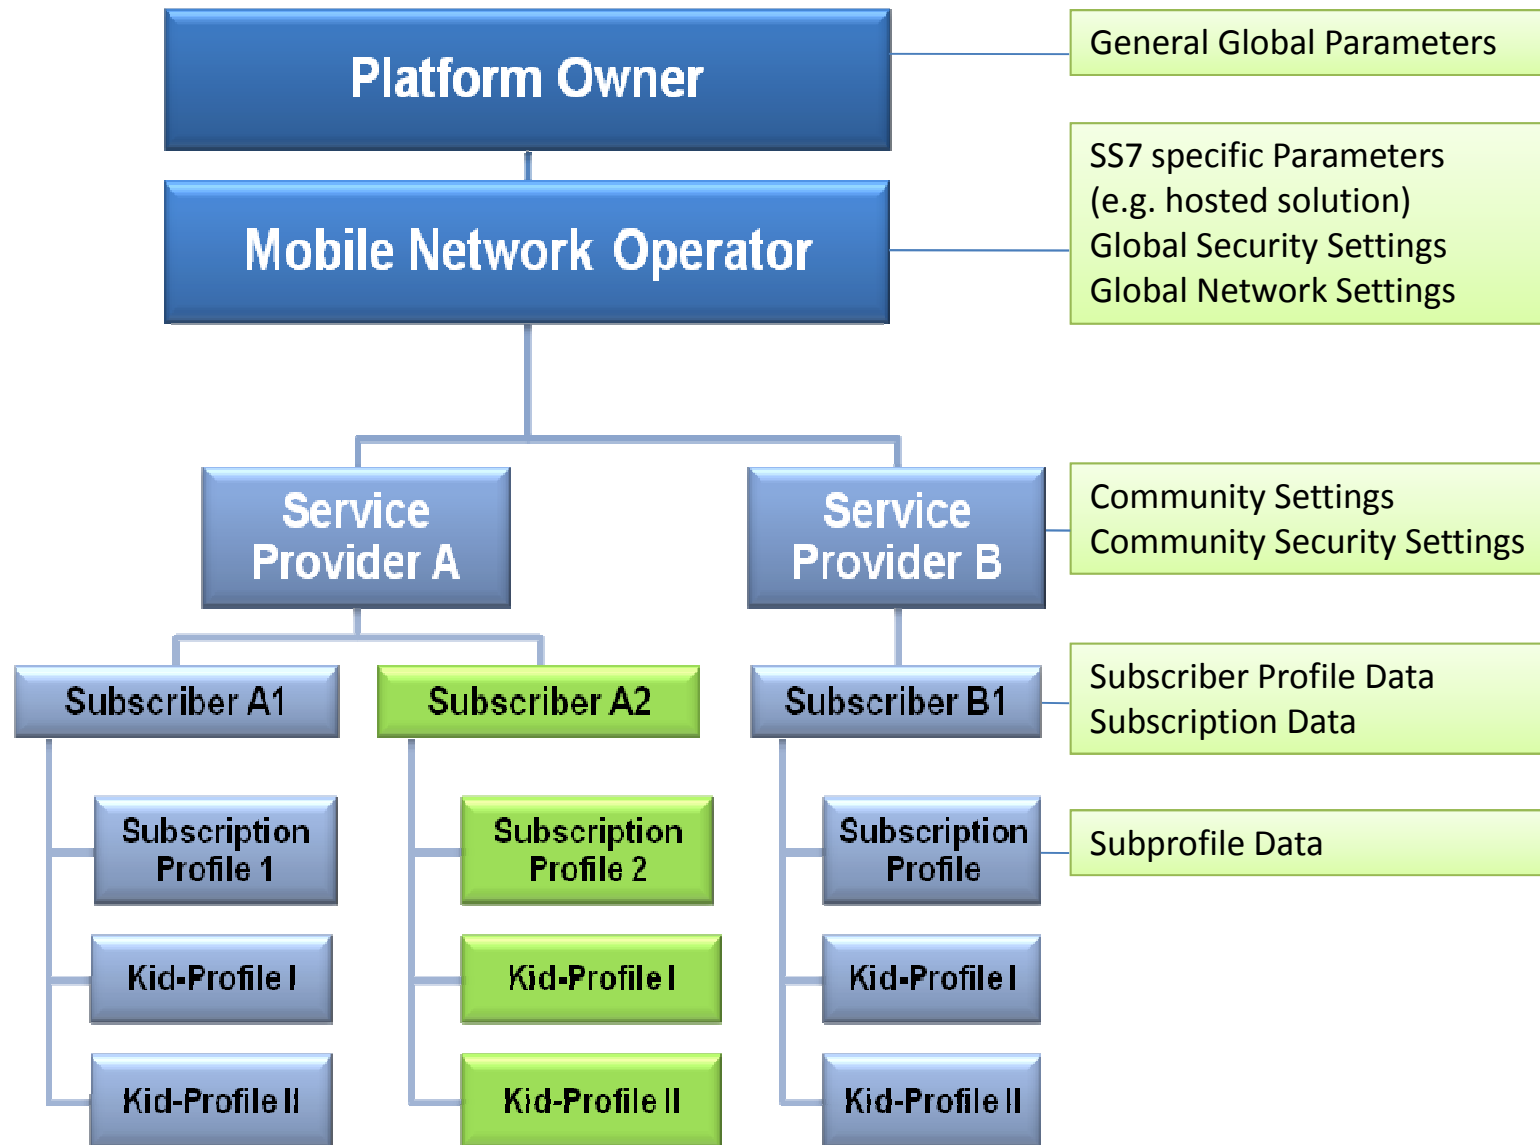 Platform Owner
General Global Parameters
Mobile Network Operator
SS7 specific Parameters
(e.g. hosted solution)
Global Security Settings
Global Network Settings
Service
Provider A
Service
Provider B
Community Settings
Community Security Settings
Subscriber A1
Subscriber A2
Subscriber B1
Subscriber Profile Data
Subscription Data
Subscription
Profile 1
Subscription
Profile 2
Subscription
Profile
Subprofile Data
Kid-Profile I
Kid-Profile I
Kid-Profile I
Kid-Profile II
Kid-Profile II
Kid-Profile II